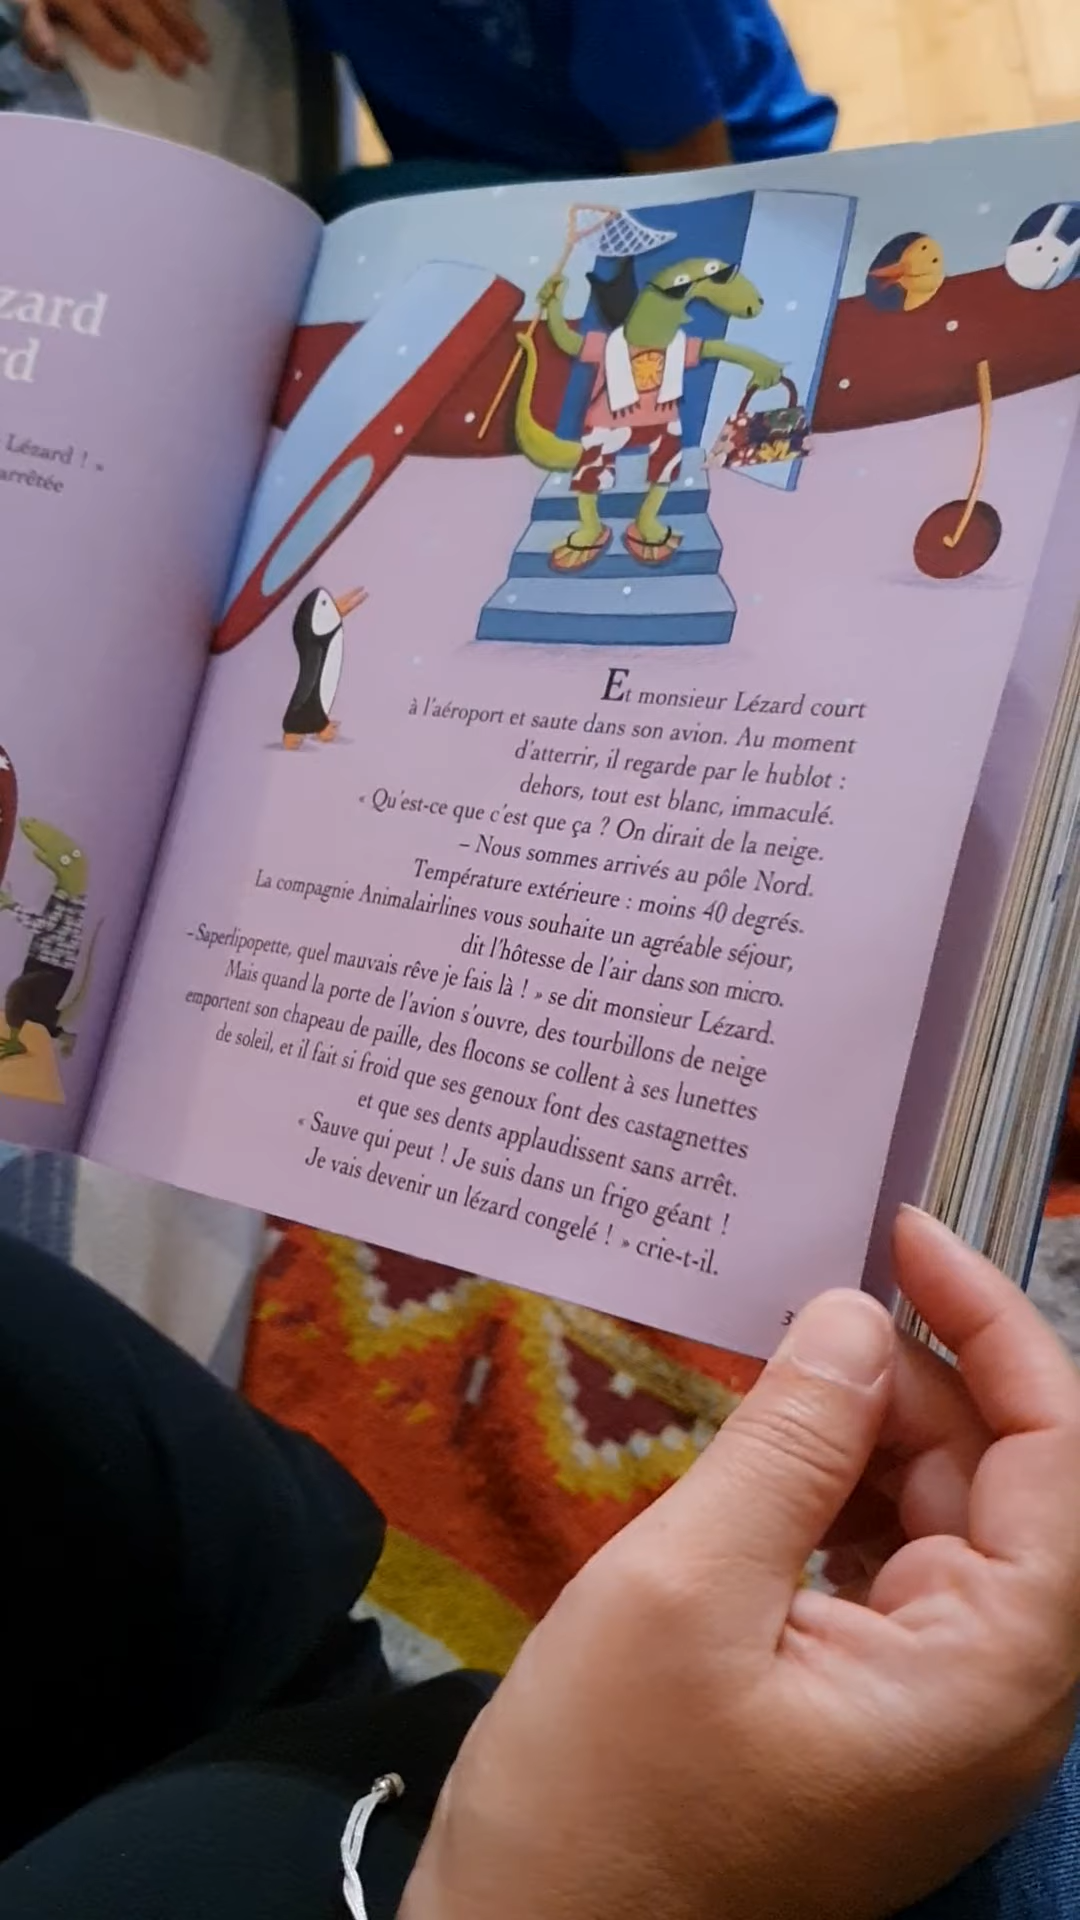 zard
rd
Lézard ! »
arrêtée
Et monsieur Lézard court
à l'aéroport et saute dans son avion. Au moment
d'atterrir, il regarde par le hublot :
dehors, tout est blanc, immaculé.
« Qu'est-ce que c'est que ça ? On dirait de la neige.
– Nous sommes arrivés au pôle Nord.
Température extérieure : moins 40 degrés.
La compagnie Animalairlines vous souhaite un agréable séjour,
dit l'hôtesse de l'air dans son micro.
– Saperlipopette, quel mauvais rêve je fais là ! » se dit monsieur Lézard.
Mais quand la porte de l'avion s'ouvre, des tourbillons de neige
emportent son chapeau de paille, des flocons se collent à ses lunettes
de soleil, et il fait si froid que ses genoux font des castagnettes
et que ses dents applaudissent sans arrêt.
« Sauve qui peut ! Je suis dans un frigo géant !
Je vais devenir un lézard congelé ! » crie-t-il.
3